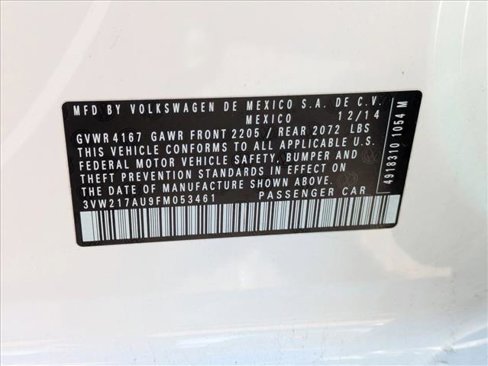 MFD BY VOLKSWAGEN DE MEXICO S.A. DE C.V.
MEXICO 12/14
GVWR 4167 GAWR FRONT 2205 / REAR 2072 LBS
THIS VEHICLE CONFORMS TO ALL APPLICABLE U.S.
FEDERAL MOTOR VEHICLE SAFETY, BUMPER, AND
THEFT PREVENTION STANDARDS IN EFFECT ON
THE DATE OF MANUFACTURE SHOWN ABOVE.
3VW217AU9FM053461 PASSENGER CAR
4918310 1054 M